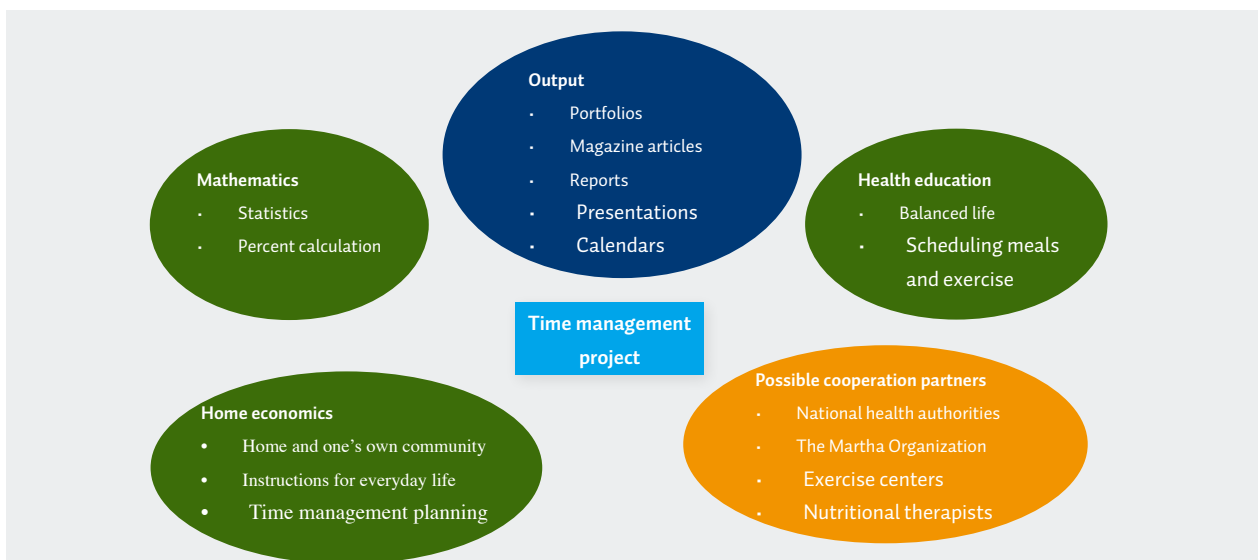 Output
· Portfolios
· Magazine articles
· Reports
· Presentations
· Calendars
Mathematics
· Statistics
· Percent calculation
Health education
· Balanced life
· Scheduling meals
and exercise
Time management
project
Home economics
• Home and one’s own community
• Instructions for everyday life
• Time management planning
Possible cooperation partners
· National health authorities
· The Martha Organization
· Exercise centers
· Nutritional therapists